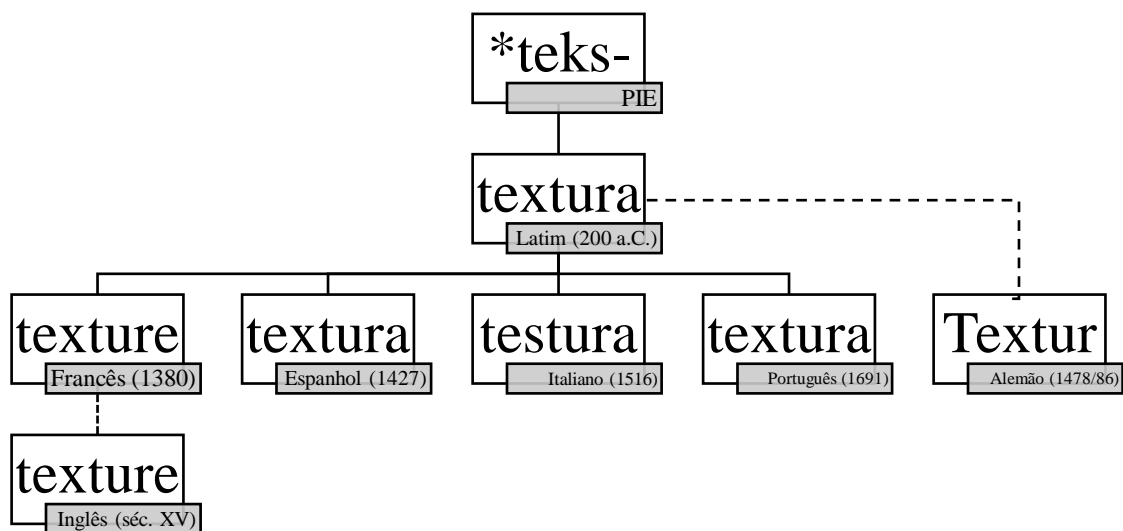 *teks-
PIE
textura
Latim (200 a.C.)
texture
Francês (1380)
textura
Espanhol (1427)
testura
Italiano (1516)
textura
Português (1691)
Textur
Alemão (1478/86)
texture
Inglês (séc. XV)